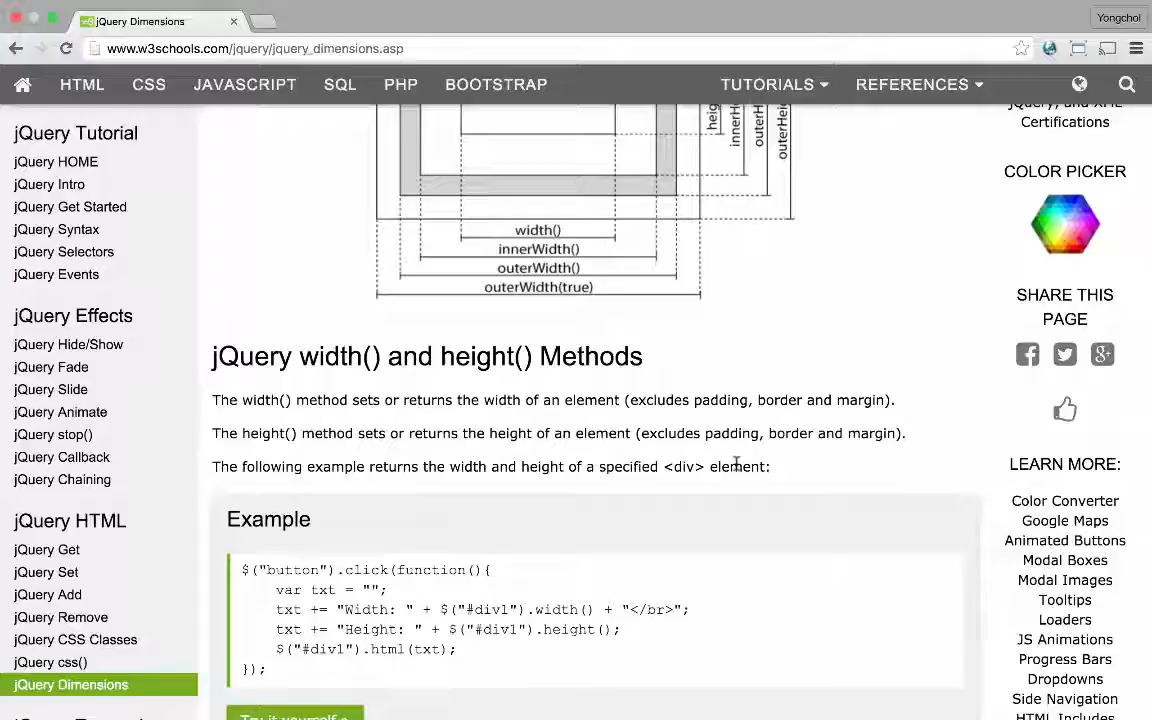 jQuery Dimensions
Yongchol
www.w3schools.com/jquery/jquery_dimensions.asp
HTML CSS JAVASCRIPT SQL PHP BOOTSTRAP TUTORIALS REFERENCES
jQuery Tutorial
jQuery HOME
jQuery Intro
jQuery Get Started
jQuery Syntax
jQuery Selectors
jQuery Events
jQuery Effects
jQuery Hide/Show
jQuery Fade
jQuery Slide
jQuery Animate
jQuery stop()
jQuery Callback
jQuery Chaining
jQuery HTML
jQuery Get
jQuery Set
jQuery Add
jQuery Remove
jQuery CSS Classes
jQuery css()
jQuery Dimensions
width()
innerWidth()
outerWidth()
outerWidth(true)
jQuery width() and height() Methods
The width() method sets or returns the width of an element (excludes padding, border and margin).
The height() method sets or returns the height of an element (excludes padding, border and margin).
The following example returns the width and height of a specified <div> element:
Example
$("button").click(function(){
var txt = "";
txt += "Width: " + $("#div1").width() + "</br>";
txt += "Height: " + $("#div1").height();
$("#div1").html(txt);
});
Try it Yourself »
jQuery, and XML
Certifications
COLOR PICKER
SHARE THIS
PAGE
LEARN MORE:
Color Converter
Google Maps
Animated Buttons
Modal Boxes
Modal Images
Tooltips
Loaders
JS Animations
Progress Bars
Dropdowns
Side Navigation
HTML Includes